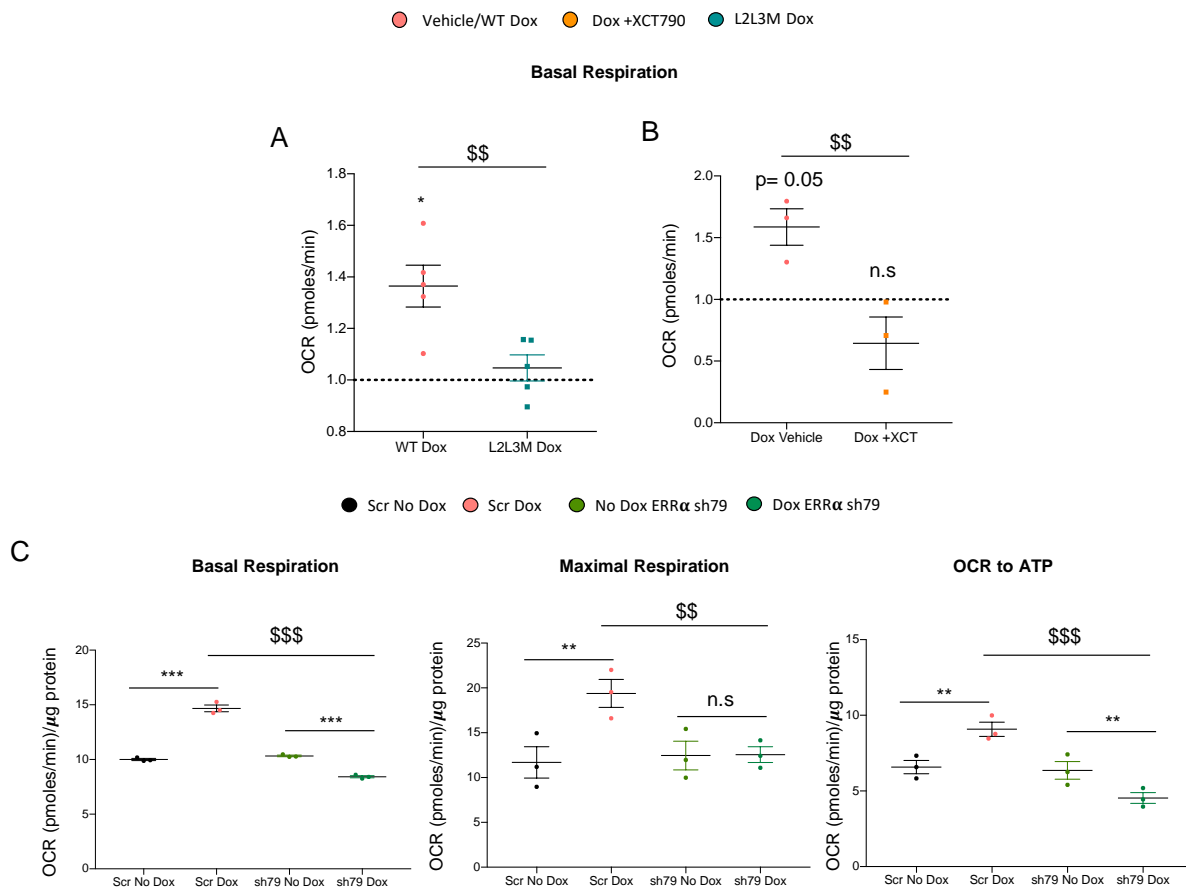 Vehicle/WT Dox Dox +XCT790 L2L3M Dox
Basal Respiration
A
$$
1.8
1.6
1.4
1.2
1.0
0.8
OCR (pmoles/min)
*
WT Dox L2L3M Dox
B
$$
p= 0.05
n.s
2.0
1.5
1.0
0.5
0.0
OCR (pmoles/min)
Dox Vehicle Dox +XCT
Scr No Dox Scr Dox No Dox ERRα sh79 Dox ERRα sh79
C
Basal Respiration
$$$
***
***
20
15
10
5
0
OCR (pmoles/min)/µg protein
Scr No Dox Scr Dox sh79 No Dox sh79 Dox
Maximal Respiration
$$
**
n.s
25
20
15
10
5
0
OCR (pmoles/min)/µg protein
Scr No Dox Scr Dox sh79 No Dox sh79 Dox
OCR to ATP
$$$
**
**
15
10
5
0
OCR (pmoles/min)/µg protein
Scr No Dox Scr Dox sh79 No Dox sh79 Dox